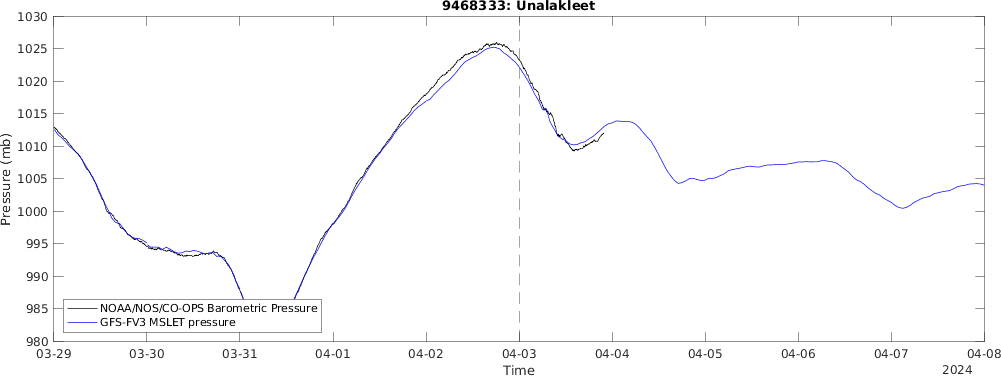 9468333: Unalakleet
1030
1025
1020
1015
1010
1005
1000
995
990
985
980
Pressure (mb)
NOAA/NOS/CO-OPS Barometric Pressure
GFS-FV3 MSLET pressure
03-29 03-30 03-31 04-01 04-02 04-03 04-04 04-05 04-06 04-07 04-08
Time
2024